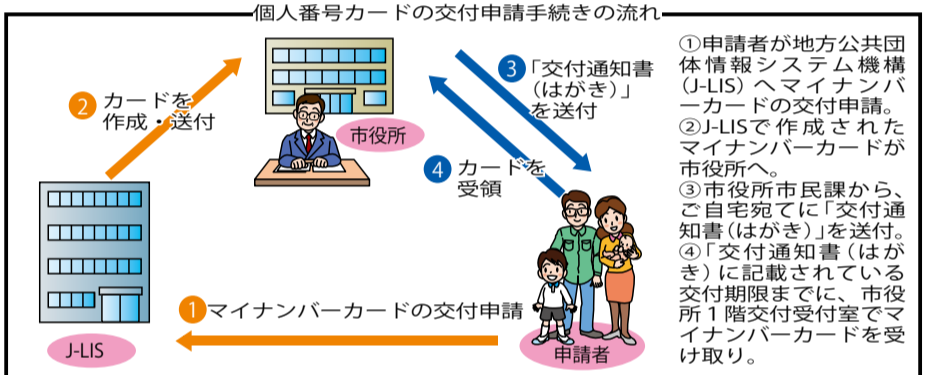 個人番号カードの交付申請手続きの流れ
② カードを
作成・送付
市役所
③ 「交付通知書
(はがき)」
を送付
④ カードを
受領
J-LIS
① マイナンバーカードの交付申請
申請者
①申請者が地方公共団
体情報システム機構
(J-LIS)へマイナンバ
ーカードの交付申請。
②J-LISで作成された
マイナンバーカードが
市役所へ。
③市役所市民課から、
ご自宅宛てに「交付通
知書(はがき)」を送付。
④「交付通知書(はが
き)に記載されている
交付期限までに、市役
所1階交付受付室でマ
イナンバーカードを受
け取り。